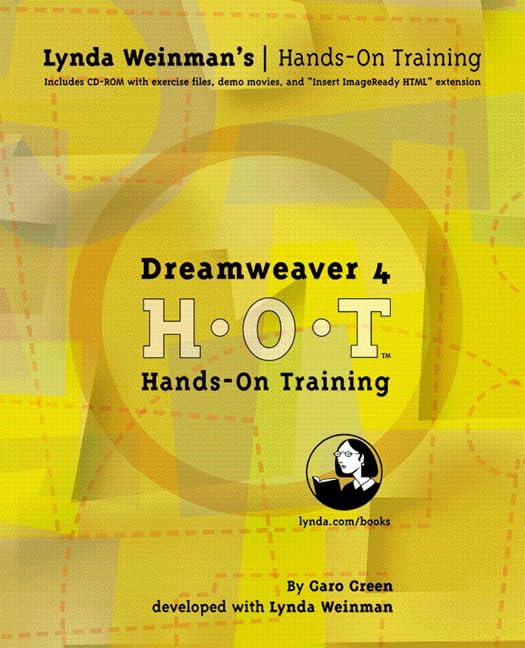 Lynda Weinman's | Hands-On Training
Includes CD-ROM with exercise files, demo movies, and "Insert ImageReady HTML" extension
Dreamweaver 4
H·O·T™
Hands-On Training
lynda.com/books
By Garo Green
developed with Lynda Weinman